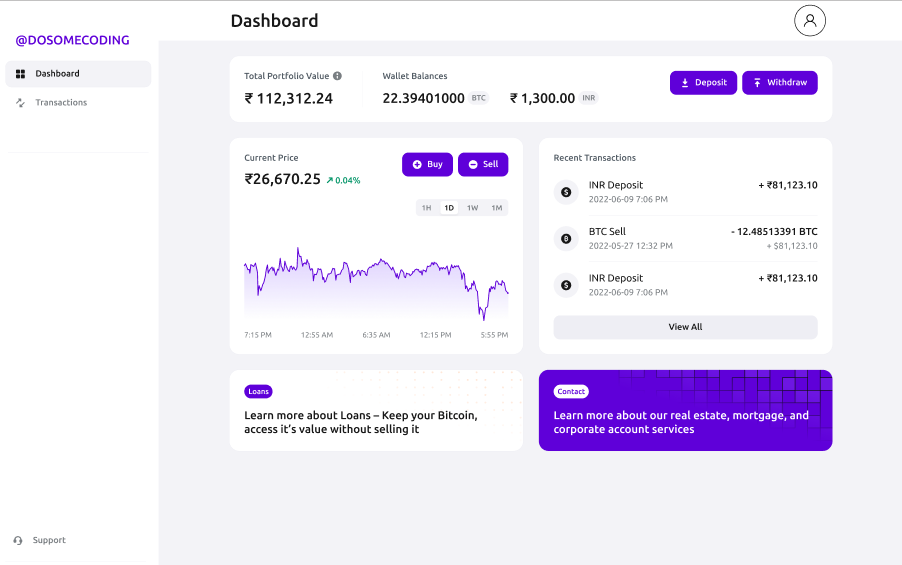 Dashboard
@DOSOMECODING
Dashboard
Transactions
Support
Total Portfolio Value
₹ 112,312.24
Wallet Balances
22.39401000 BTC
₹ 1,300.00 INR
Deposit
Withdraw
Current Price
₹26,670.25 0.04%
Buy
Sell
1H 1D 1W 1M
7:15 PM 12:55 AM 6:35 AM 12:15 PM 5:55 PM
Recent Transactions
INR Deposit + ₹81,123.10
2022-06-09 7:06 PM
BTC Sell - 12.48513391 BTC
2022-05-27 12:32 PM + $81,123.10
INR Deposit + ₹81,123.10
2022-06-09 7:06 PM
View All
Loans
Learn more about Loans – Keep your Bitcoin,
access it’s value without selling it
Contact
Learn more about our real estate, mortgage, and
corporate account services